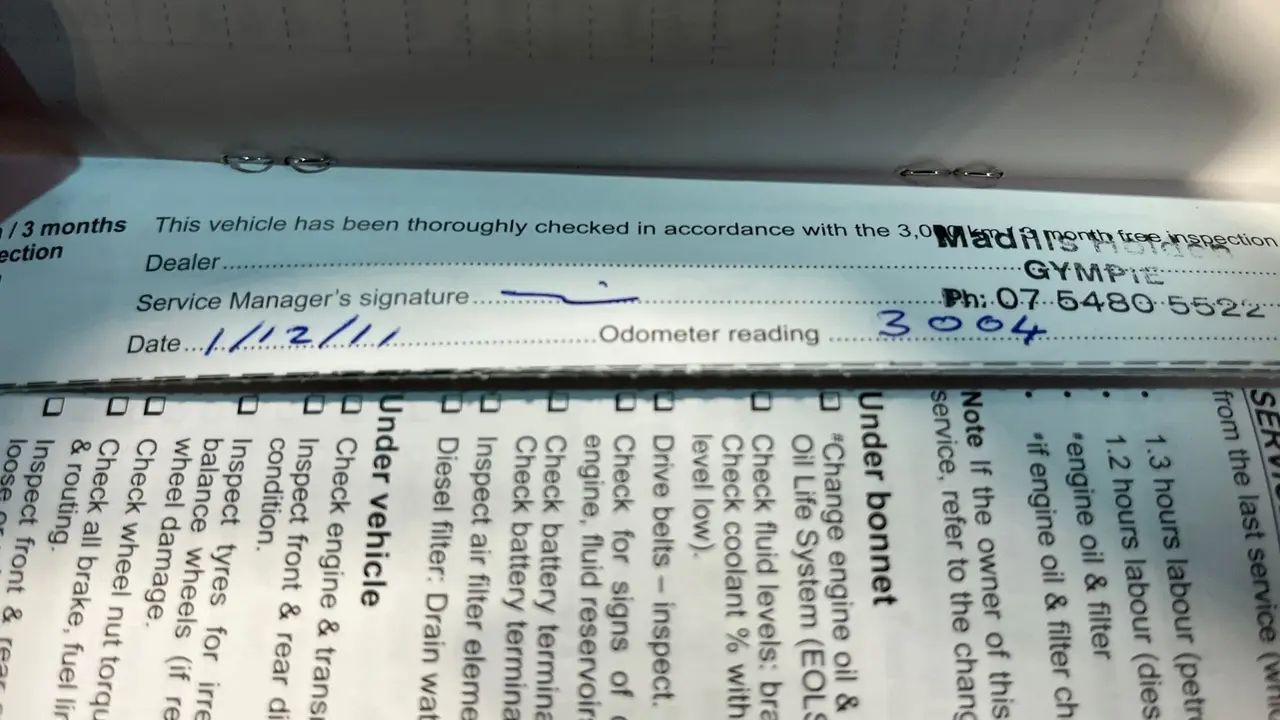 / 3 months
ection
This vehicle has been thoroughly checked in accordance with the 3,000 km / 3 month free inspection
Madills Holden
GYMPIE
Ph: 07 5480 5522
Dealer
Service Manager's signature
Date 1/12/11
Odometer reading 3004
SERV
from the last service
1.3 hours labour (petr
1.2 hours labour (dies
#engine oil & filter
#if engine oil & filter ch
Note If the owner of this
service, refer to the chang
Under bonnet
#Change engine oil &
Oil Life System (EOLS
Check fluid levels: bra
Check coolant % with
level low).
Drive belts – inspect.
Check for signs of
engine, fluid reservoir
Check battery termina
Check battery termina
Inspect air filter eleme
Diesel filter: Drain wat
Under vehicle
Check engine & transm
Inspect front & rear di
condition.
Inspect tyres for irre
balance wheels (if re
wheel damage.
Check wheel nut torqu
Check all brake, fuel lin
& routing.
Inspect front & rear
loose or